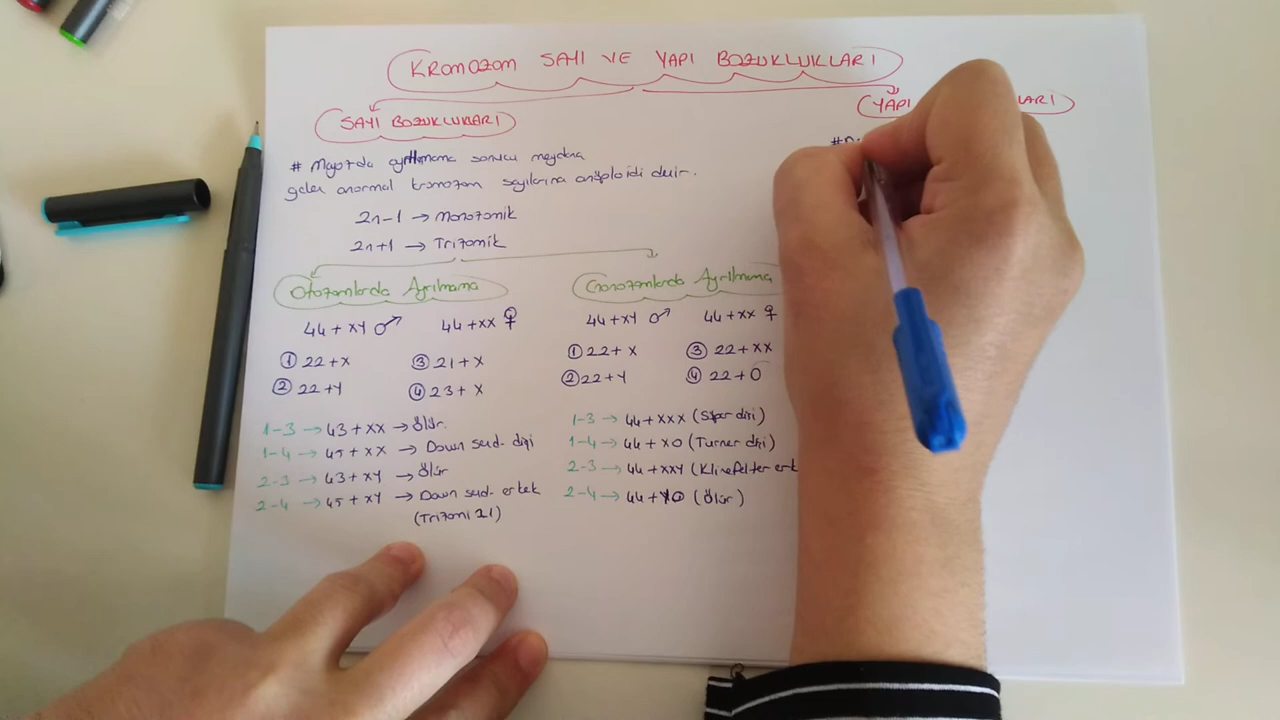 KROMOZOM SAYI VE YAPI BOZUKLUKLARI
SAYI BOZUKLUKLARI
# Mayozda ayrılmama sonucu meydana
gelen anormal kromozom sayılarına anöploidi denir.
2n-1 → Monozomik
2n+1 → Trizomik
Otozomlarda Ayrılmama
44+XY ♂ 44+XX ♀
① 22+X ③ 21+X
② 22+Y ④ 23+X
1-3 → 43+XX → Ölür.
1-4 → 45+XX → Down send. dişi
2-3 → 43+XY → Ölür
2-4 → 45+XY → Down send. erkek
(Trizomi 21)
Gonozomlarda Ayrılmama
44+XY ♂ 44+XX ♀
① 22+X ③ 22+XX
② 22+Y ④ 22+O
1-3 → 44+XXX (Süper dişi)
1-4 → 44+XO (Turner dişi)
2-3 → 44+XXY (Klinefelter erk
2-4 → 44+YO (Ölür)
YAPI